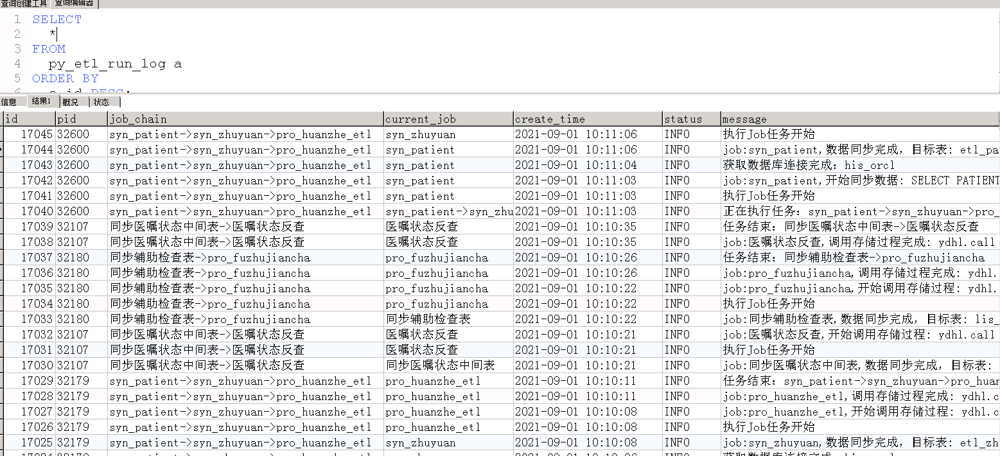 查询创建工具 查询编辑器
1 SELECT
2 *
3 FROM
4 py_etl_run_log a
5 ORDER BY
6 a.id DESC;
信息 结果1 概况 状态
id pid job_chain current_job create_time status message
17045 32600 syn_patient->syn_zhuyuan->pro_huanzhe_etl syn_zhuyuan 2021-09-01 10:11:06 INFO 执行Job任务开始
17044 32600 syn_patient->syn_zhuyuan->pro_huanzhe_etl syn_patient 2021-09-01 10:11:06 INFO job:syn_patient,数据同步完成，目标表: etl_pa
17043 32600 syn_patient->syn_zhuyuan->pro_huanzhe_etl syn_patient 2021-09-01 10:11:04 INFO 获取数据库连接完成：his_orcl
17042 32600 syn_patient->syn_zhuyuan->pro_huanzhe_etl syn_patient 2021-09-01 10:11:03 INFO job:syn_patient,开始同步数据: SELECT PATIENT
17041 32600 syn_patient->syn_zhuyuan->pro_huanzhe_etl syn_patient 2021-09-01 10:11:03 INFO 执行Job任务开始
17040 32600 syn_patient->syn_zhuyuan->pro_huanzhe_etl syn_patient->syn_zhu 2021-09-01 10:11:03 INFO 正在执行任务：syn_patient->syn_zhuyuan->pro_
17039 32107 同步医嘱状态中间表->医嘱状态反查 医嘱状态反查 2021-09-01 10:10:35 INFO 任务结束：同步医嘱状态中间表->医嘱状态反查
17038 32107 同步医嘱状态中间表->医嘱状态反查 医嘱状态反查 2021-09-01 10:10:35 INFO job:医嘱状态反查,调用存储过程完成: ydhl.call
17037 32180 同步辅助检查表->pro_fuzhujiancha pro_fuzhujiancha 2021-09-01 10:10:26 INFO 任务结束：同步辅助检查表->pro_fuzhujiancha
17036 32180 同步辅助检查表->pro_fuzhujiancha pro_fuzhujiancha 2021-09-01 10:10:26 INFO job:pro_fuzhujiancha,调用存储过程完成: ydhl.
17035 32180 同步辅助检查表->pro_fuzhujiancha pro_fuzhujiancha 2021-09-01 10:10:22 INFO job:pro_fuzhujiancha,开始调用存储过程: ydhl.
17034 32180 同步辅助检查表->pro_fuzhujiancha pro_fuzhujiancha 2021-09-01 10:10:22 INFO 执行Job任务开始
17033 32180 同步辅助检查表->pro_fuzhujiancha 同步辅助检查表 2021-09-01 10:10:22 INFO job:同步辅助检查表,数据同步完成，目标表: lis_
17032 32107 同步医嘱状态中间表->医嘱状态反查 医嘱状态反查 2021-09-01 10:10:21 INFO job:医嘱状态反查,开始调用存储过程: ydhl.call
17031 32107 同步医嘱状态中间表->医嘱状态反查 医嘱状态反查 2021-09-01 10:10:21 INFO 执行Job任务开始
17030 32107 同步医嘱状态中间表->医嘱状态反查 同步医嘱状态中间表 2021-09-01 10:10:21 INFO job:同步医嘱状态中间表,数据同步完成，目标表:
17029 32179 syn_patient->syn_zhuyuan->pro_huanzhe_etl pro_huanzhe_etl 2021-09-01 10:10:11 INFO 任务结束：syn_patient->syn_zhuyuan->pro_huan
17028 32179 syn_patient->syn_zhuyuan->pro_huanzhe_etl pro_huanzhe_etl 2021-09-01 10:10:11 INFO job:pro_huanzhe_etl,调用存储过程完成: ydhl.c
17027 32179 syn_patient->syn_zhuyuan->pro_huanzhe_etl pro_huanzhe_etl 2021-09-01 10:10:08 INFO job:pro_huanzhe_etl,开始调用存储过程: ydhl.c
17026 32179 syn_patient->syn_zhuyuan->pro_huanzhe_etl pro_huanzhe_etl 2021-09-01 10:10:08 INFO 执行Job任务开始
17025 32179 syn_patient->syn_zhuyuan->pro_huanzhe_etl syn_zhuyuan 2021-09-01 10:10:08 INFO job:syn_zhuyuan,数据同步完成，目标表: etl_zh